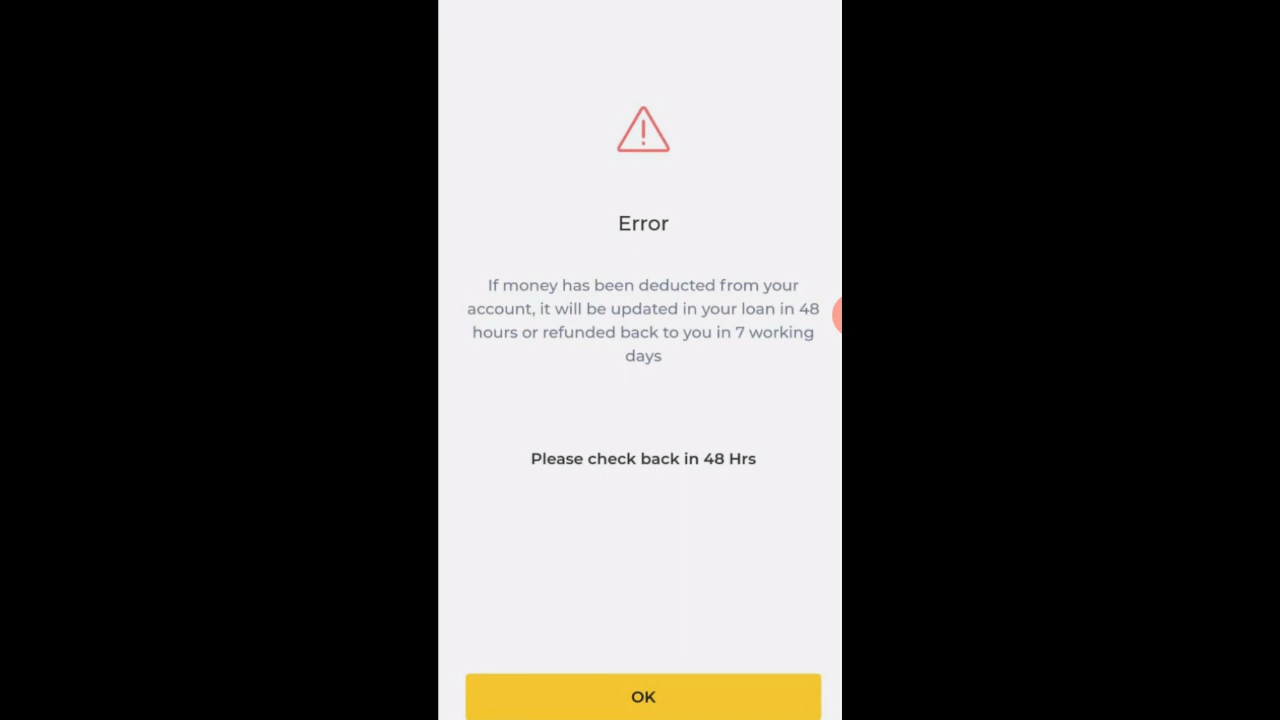 Error
If money has been deducted from your
account, it will be updated in your loan in 48
hours or refunded back to you in 7 working
days
Please check back in 48 Hrs
OK